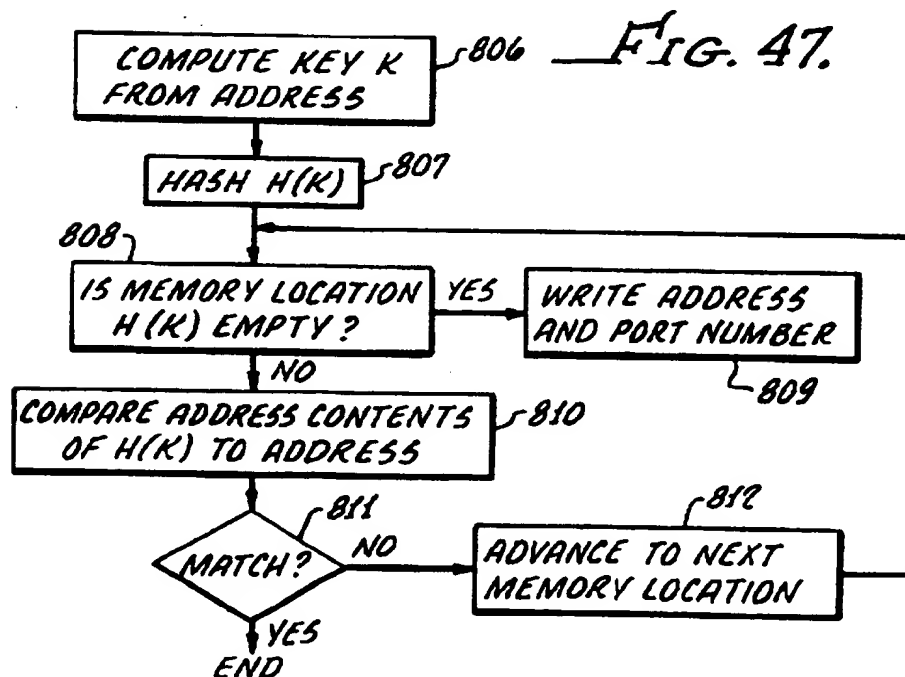 FIG. 47.
COMPUTE KEY K
FROM ADDRESS
806
HASH H(K)
807
808
IS MEMORY LOCATION
H(K) EMPTY?
YES
WRITE ADDRESS
AND PORT NUMBER
809
NO
COMPARE ADDRESS CONTENTS
OF H(K) TO ADDRESS
810
811
MATCH?
NO
812
ADVANCE TO NEXT
MEMORY LOCATION
YES
END